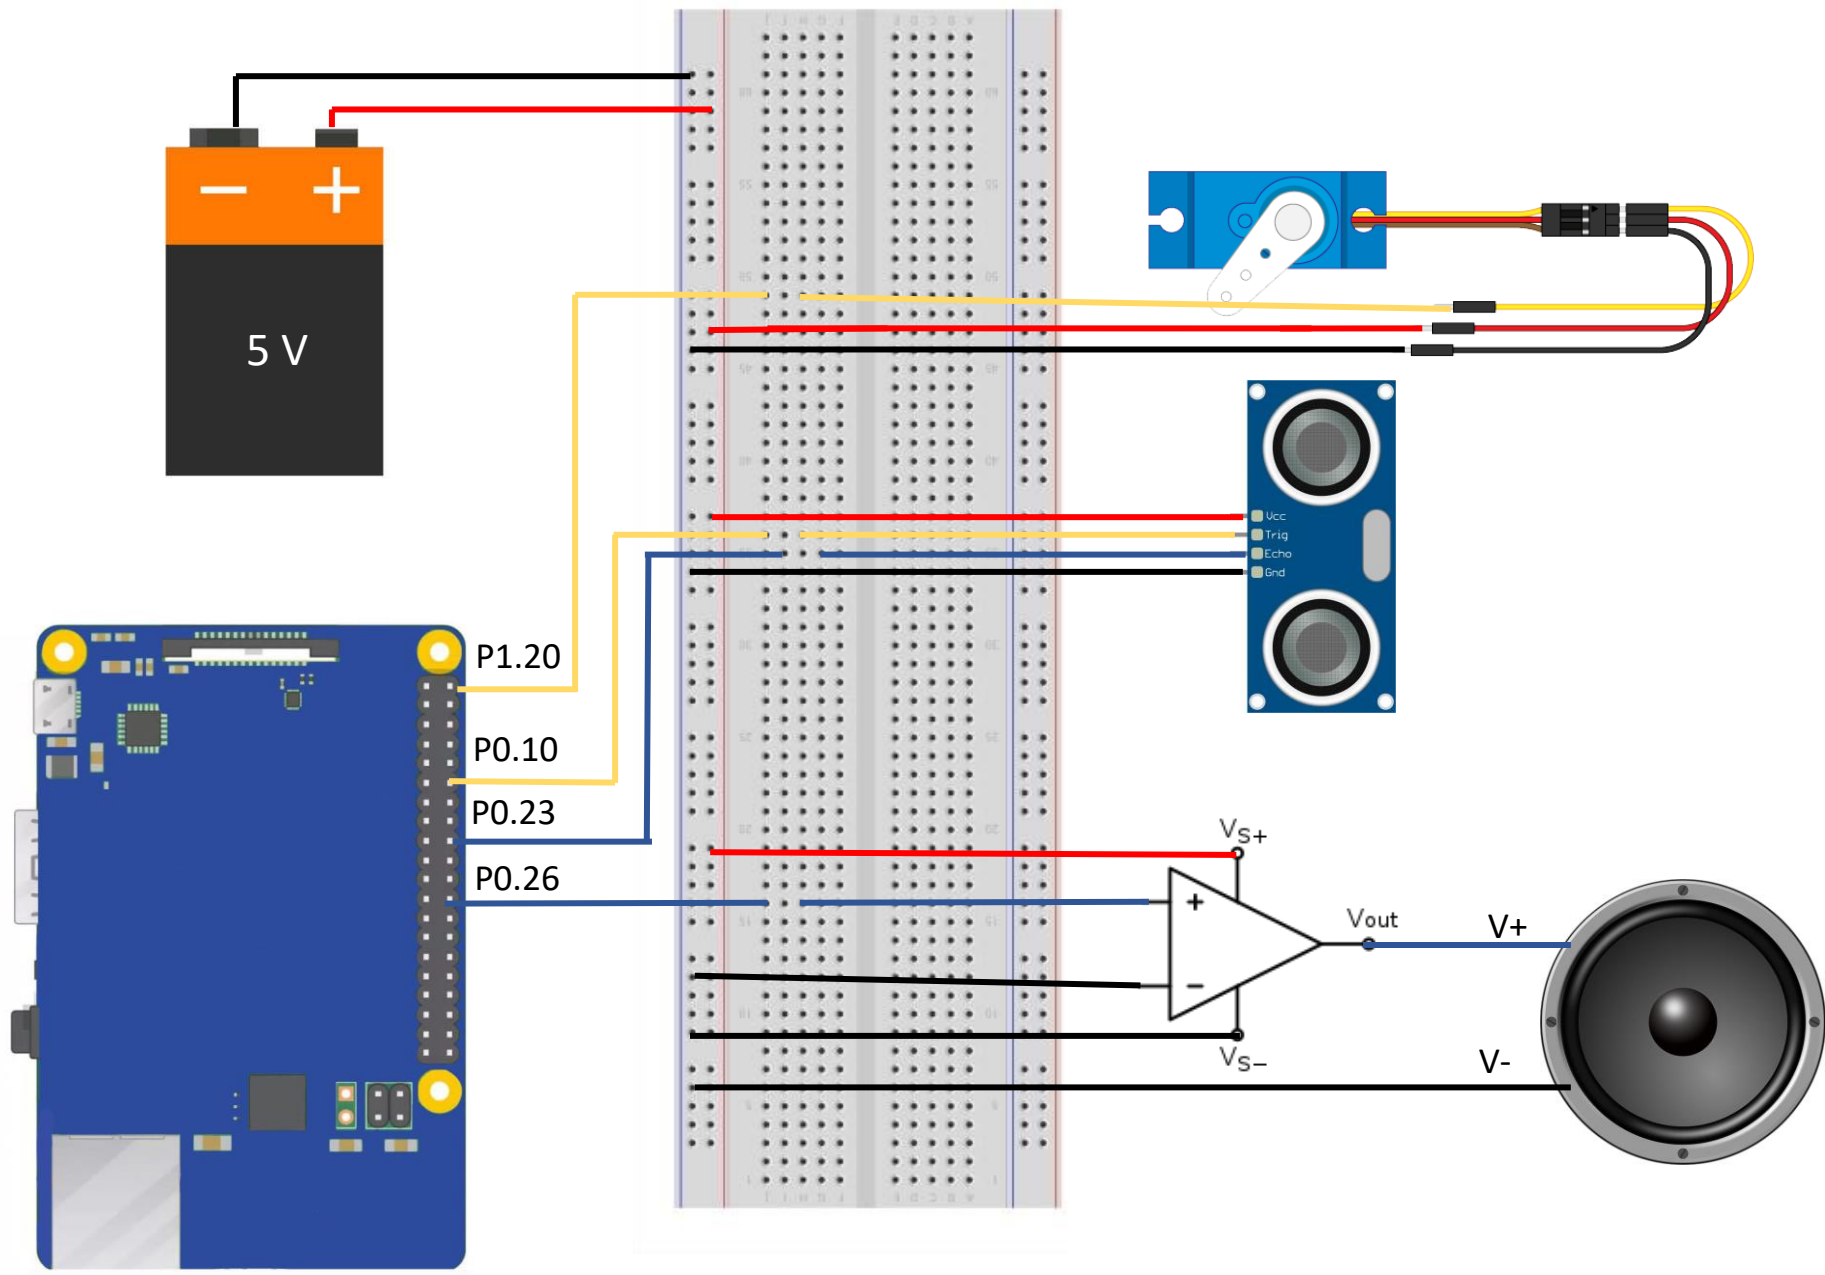 − +
5 V
P1.20
P0.10
P0.23
P0.26
Vcc
Trig
Echo
Gnd
VS+
+
Vout
−
VS−
V+
V-